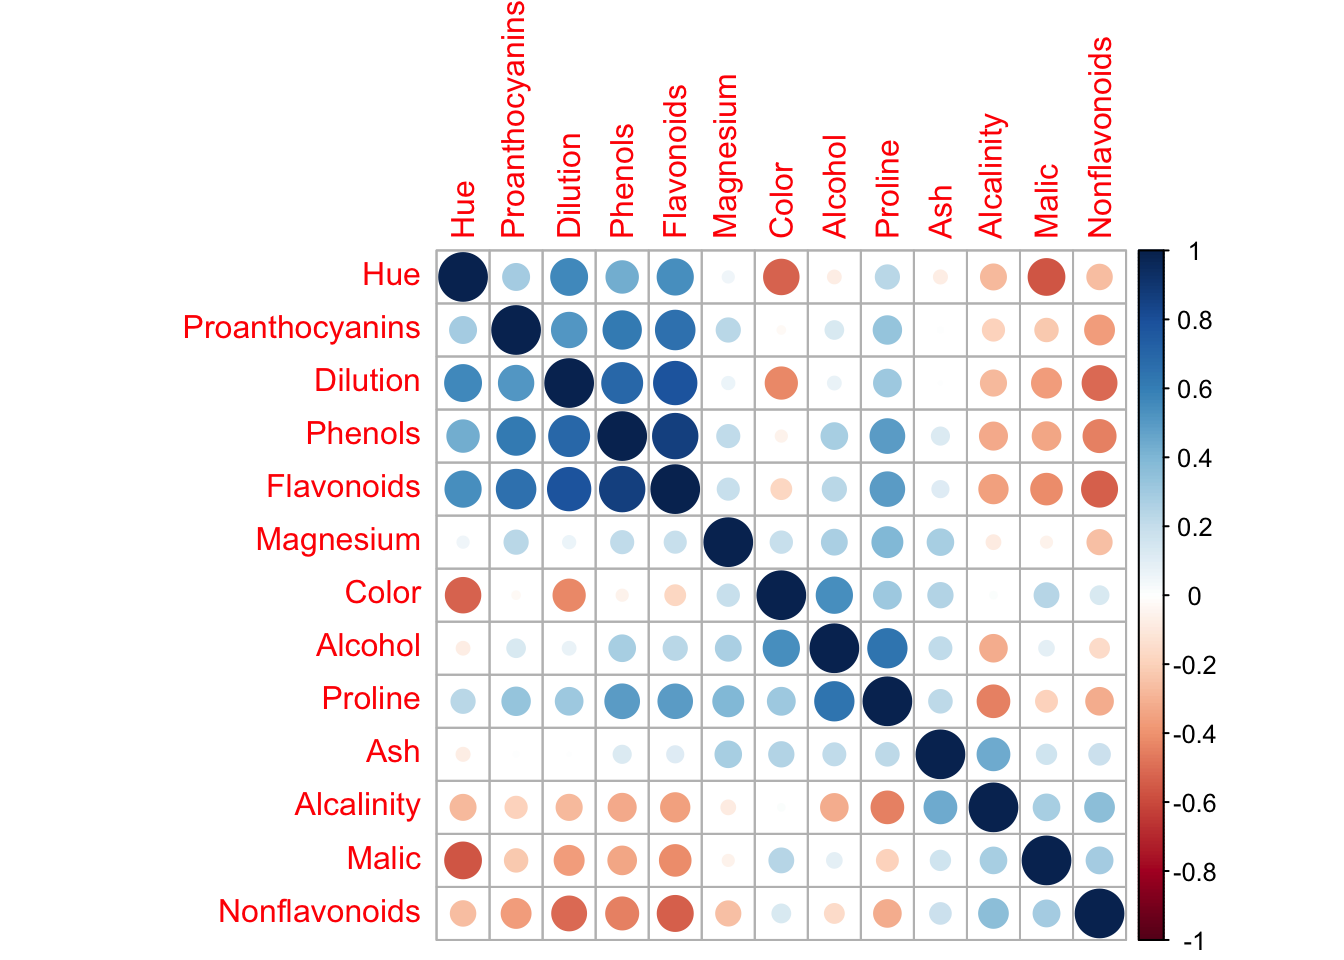 Hue
Proanthocyanins
Dilution
Phenols
Flavonoids
Magnesium
Color
Alcohol
Proline
Ash
Alcalinity
Malic
Nonflavonoids
Hue
Proanthocyanins
Dilution
Phenols
Flavonoids
Magnesium
Color
Alcohol
Proline
Ash
Alcalinity
Malic
Nonflavonoids
1
0.8
0.6
0.4
0.2
0
-0.2
-0.4
-0.6
-0.8
-1